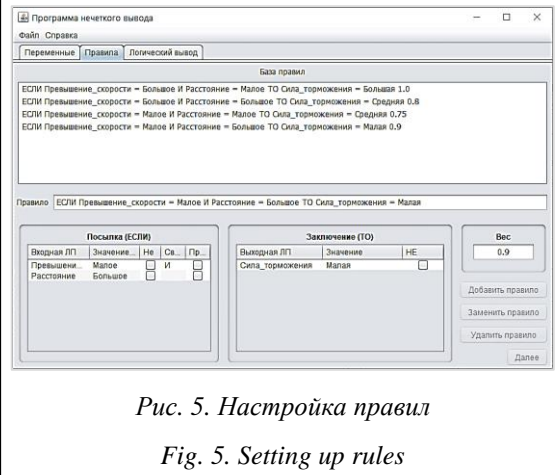 Программа нечеткого вывода
Файл Справка
Переменные Правила Логический вывод
База правил
ЕСЛИ Превышение_скорости = Большое И Расстояние = Малое ТО Сила_торможения = Большая 1.0
ЕСЛИ Превышение_скорости = Большое И Расстояние = Большое ТО Сила_торможения = Средняя 0.8
ЕСЛИ Превышение_скорости = Малое И Расстояние = Малое ТО Сила_торможения = Средняя 0.75
ЕСЛИ Превышение_скорости = Малое И Расстояние = Большое ТО Сила_торможения = Малая 0.9
Правило ЕСЛИ Превышение_скорости = Малое И Расстояние = Большое ТО Сила_торможения = Малая
Посылка (ЕСЛИ) Заключение (ТО) Вес
Входная ЛП Значение... Не Св... Пр... Выходная ЛП Значение НЕ 0.9
Превышени... Малое И Сила_торможения Малая
Расстояние Большое
Добавить правило
Заменить правило
Удалить правило
Далее
Рис. 5. Настройка правил
Fig. 5. Setting up rules